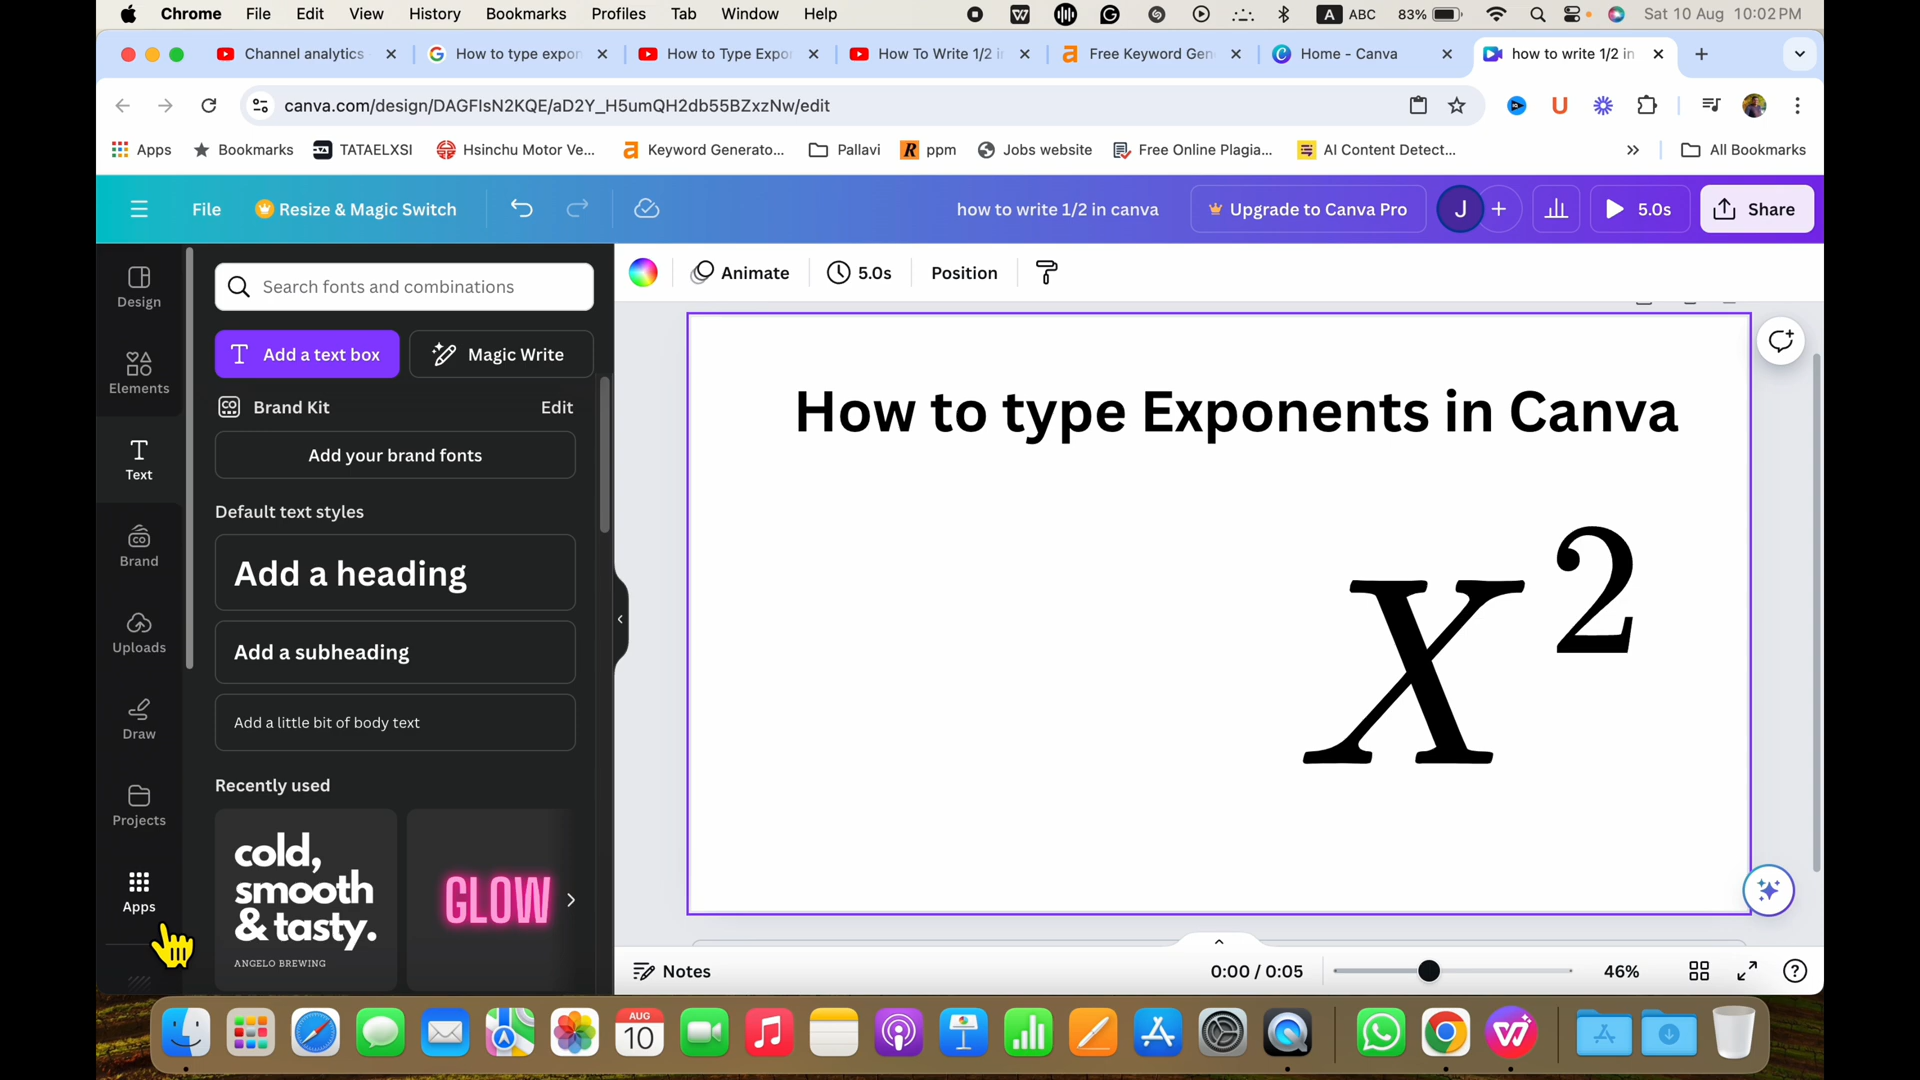 Chrome File Edit View History Bookmarks Profiles Tab Window Help A ABC 83% Sat 10 Aug 10:02 PM
Channel analytics How to type expon How to Type Expo How To Write 1/2 i Free Keyword Gen Home - Canva how to write 1/2 in
canva.com/design/DAGFIsN2KQE/aD2Y_H5umQH2db55BZxzNw/edit
Apps Bookmarks TATAELXSI Hsinchu Motor Ve... Keyword Generato... Pallavi ppm Jobs website Free Online Plagia... AI Content Detect... All Bookmarks
File Resize & Magic Switch how to write 1/2 in canva Upgrade to Canva Pro J 5.0s Share
Design
Elements
Text
Brand
Uploads
Draw
Projects
Apps
Search fonts and combinations
Add a text box Magic Write
Brand Kit Edit
Add your brand fonts
Default text styles
Add a heading
Add a subheading
Add a little bit of body text
Recently used
cold,
smooth
& tasty.
ANGELO BREWING
GLOW
Animate 5.0s Position
How to type Exponents in Canva
x²
Notes 0:00 / 0:05 46%
AUG
10